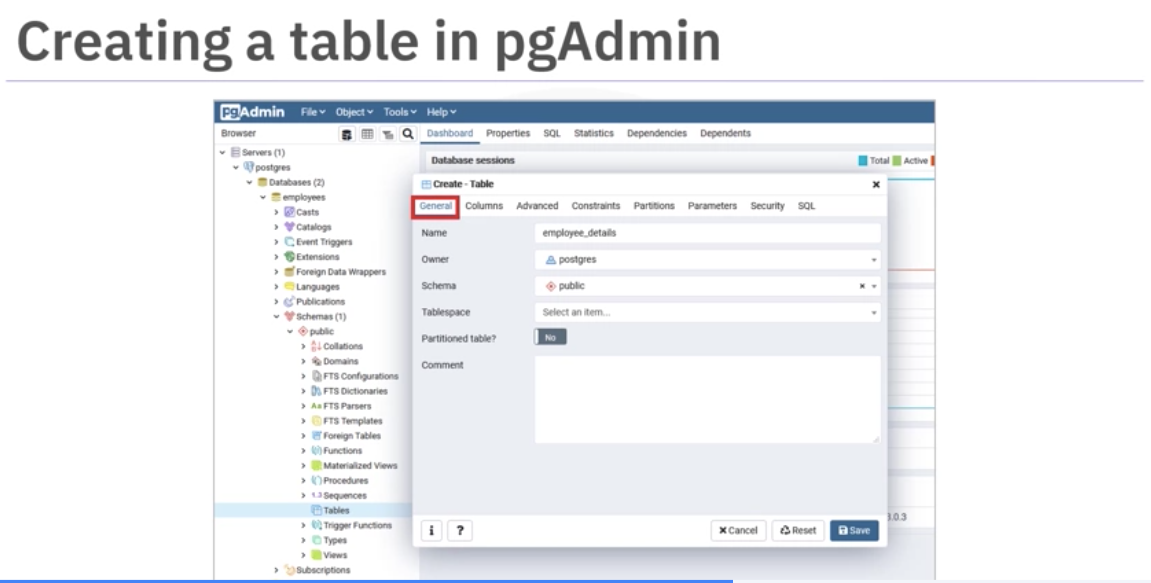 Creating a table in pgAdmin
pgAdmin File Object Tools Help
Browser Dashboard Properties SQL Statistics Dependencies Dependents
Servers (1)
postgres
Databases (2)
employees
Casts
Catalogs
Event Triggers
Extensions
Foreign Data Wrappers
Languages
Publications
Schemas (1)
public
Collations
Domains
FTS Configurations
FTS Dictionaries
FTS Parsers
FTS Templates
Foreign Tables
Functions
Materialized Views
Procedures
1.3 Sequences
Tables
Trigger Functions
Types
Views
Subscriptions
Database sessions Total Active
Create - Table
General Columns Advanced Constraints Partitions Parameters Security SQL
Name employee_details
Owner postgres
Schema public
Tablespace Select an item...
Partitioned table? No
Comment
i ? Cancel Reset Save